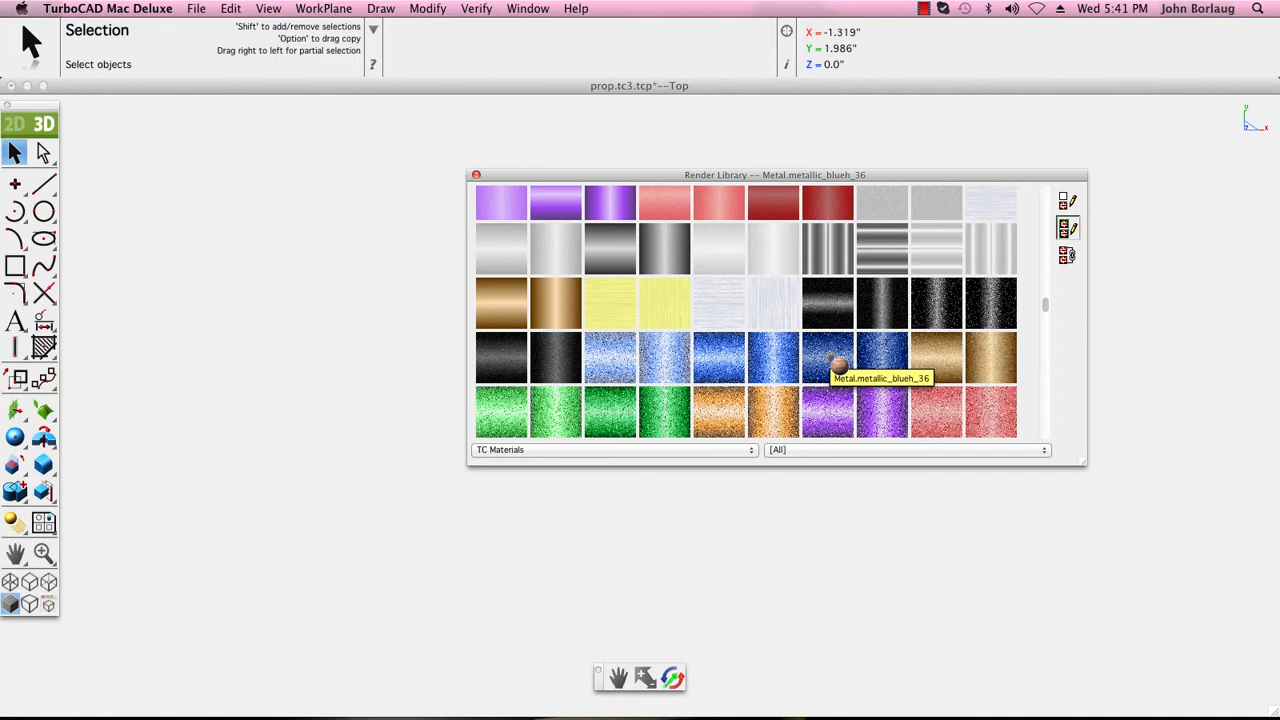 TurboCAD Mac Deluxe File Edit View WorkPlane Draw Modify Verify Window Help Wed 5:41 PM John Borlaug
Selection
'Shift' to add/remove selections
'Option' to drag copy
Drag right to left for partial selection
Select objects
?
i
X = -1.319"
Y = 1.986"
Z = 0.0"
prop.tc3.tcp*--Top
2D 3D
y
z x
Render Library -- Metal.metallic_blueh_36
Metal.metallic_blueh_36
TC Materials [All]
A